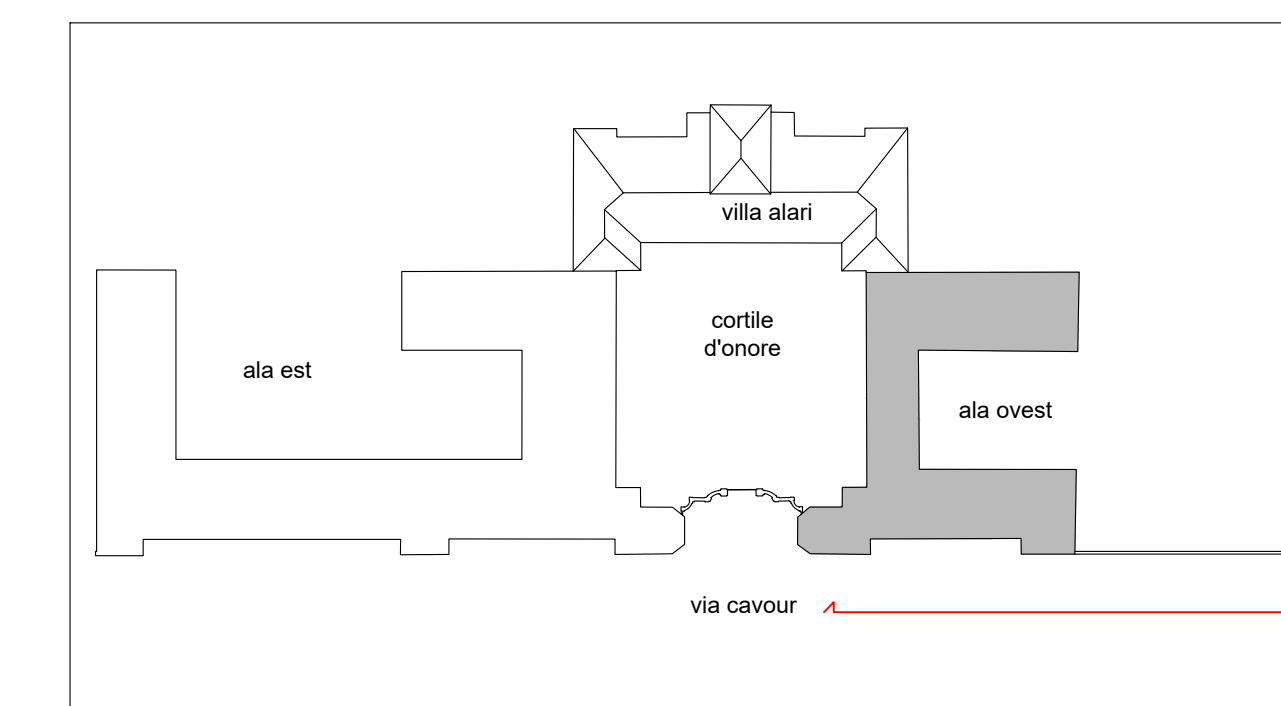 villa alari
cortile
d'onore
ala est
ala ovest
via cavour